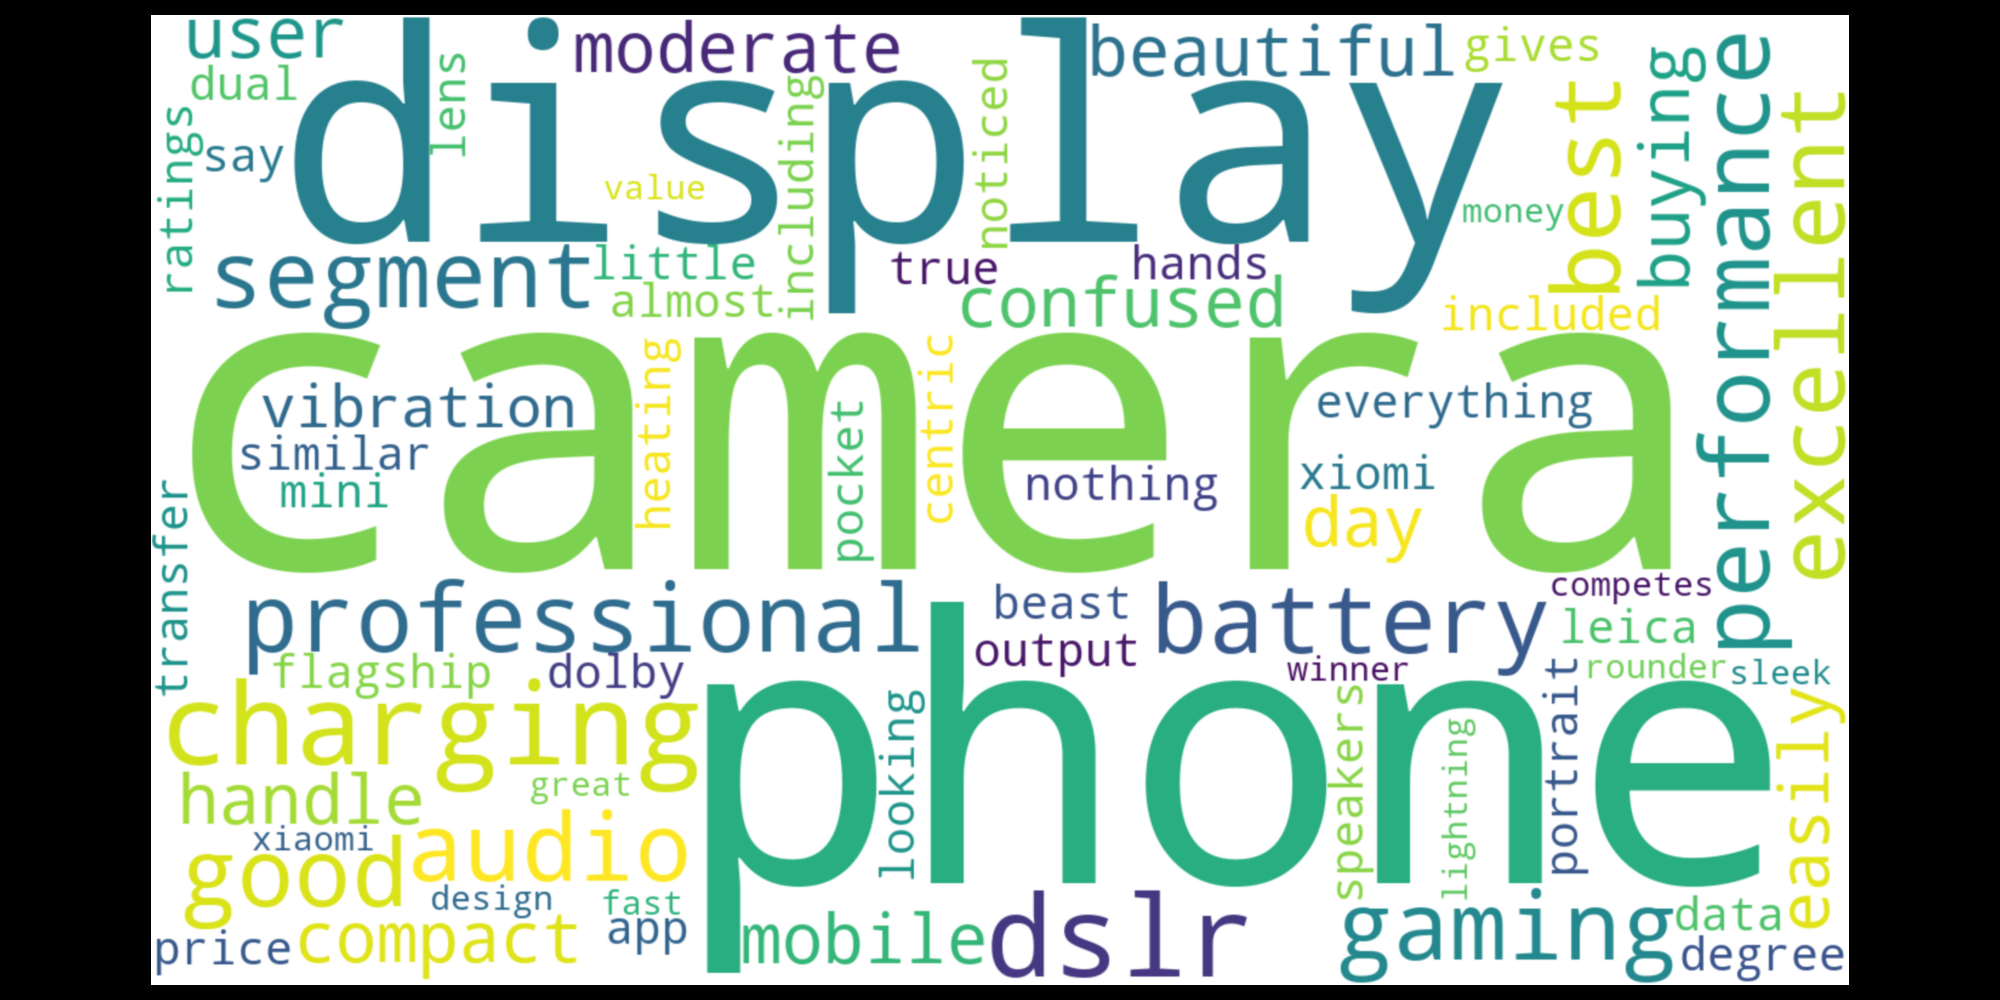 user
moderate
beautiful
gives
dual
lens
display
including
noticed
best
buying
performance
excellent
ratings
say
value
money
segment
little
true
hands
almost
confused
included
camera
vibration
heating
centric
everything
similar
pocket
nothing
xiomi
mini
day
transfer
professional
beast
battery
competes
output
leica
flagship
dolby
winner
rounder
sleek
charging
phone
looking
speakers
lightning
portrait
easily
handle
great
xiaomi
good
audio
design
fast
app
price
compact
mobile
dslr
gaming
data
degree